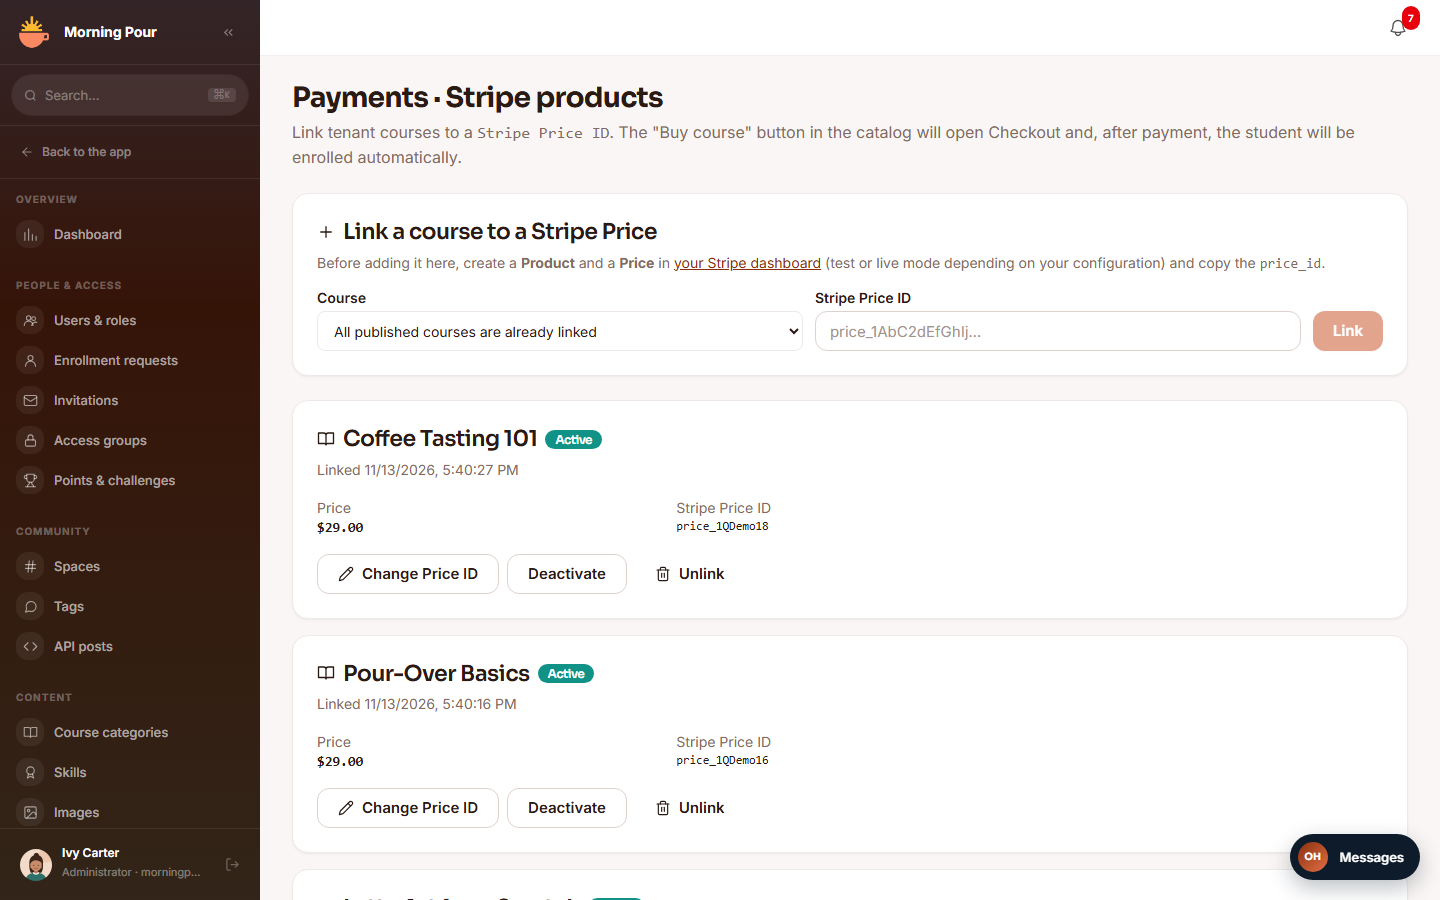 Morning Pour
Search...
⌘K
Back to the app
OVERVIEW
Dashboard
PEOPLE & ACCESS
Users & roles
Enrollment requests
Invitations
Access groups
Points & challenges
COMMUNITY
Spaces
Tags
API posts
CONTENT
Course categories
Skills
Images
Ivy Carter
Administrator · morningp...
7
Payments · Stripe products
Link tenant courses to a Stripe Price ID. The "Buy course" button in the catalog will open Checkout and, after payment, the student will be
enrolled automatically.
Link a course to a Stripe Price
Before adding it here, create a Product and a Price in your Stripe dashboard (test or live mode depending on your configuration) and copy the price_id.
Course
Stripe Price ID
All published courses are already linked
price_1AbC2dEfGhIj...
Link
Coffee Tasting 101
Active
Linked 11/13/2026, 5:40:27 PM
Price
Stripe Price ID
$29.00
price_1QDemo18
Change Price ID
Deactivate
Unlink
Pour-Over Basics
Active
Linked 11/13/2026, 5:40:16 PM
Price
Stripe Price ID
$29.00
price_1QDemo16
Change Price ID
Deactivate
Unlink
OH
Messages